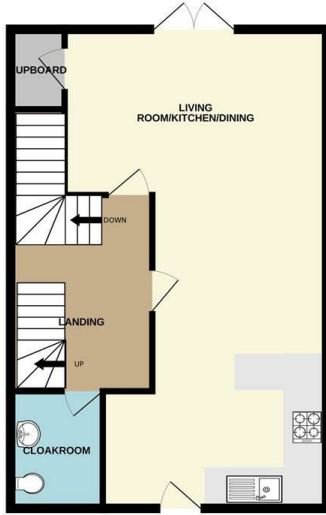 UPBOARD
LIVING
ROOM/KITCHEN/DINING
DOWN
LANDING
UP
CLOAKROOM